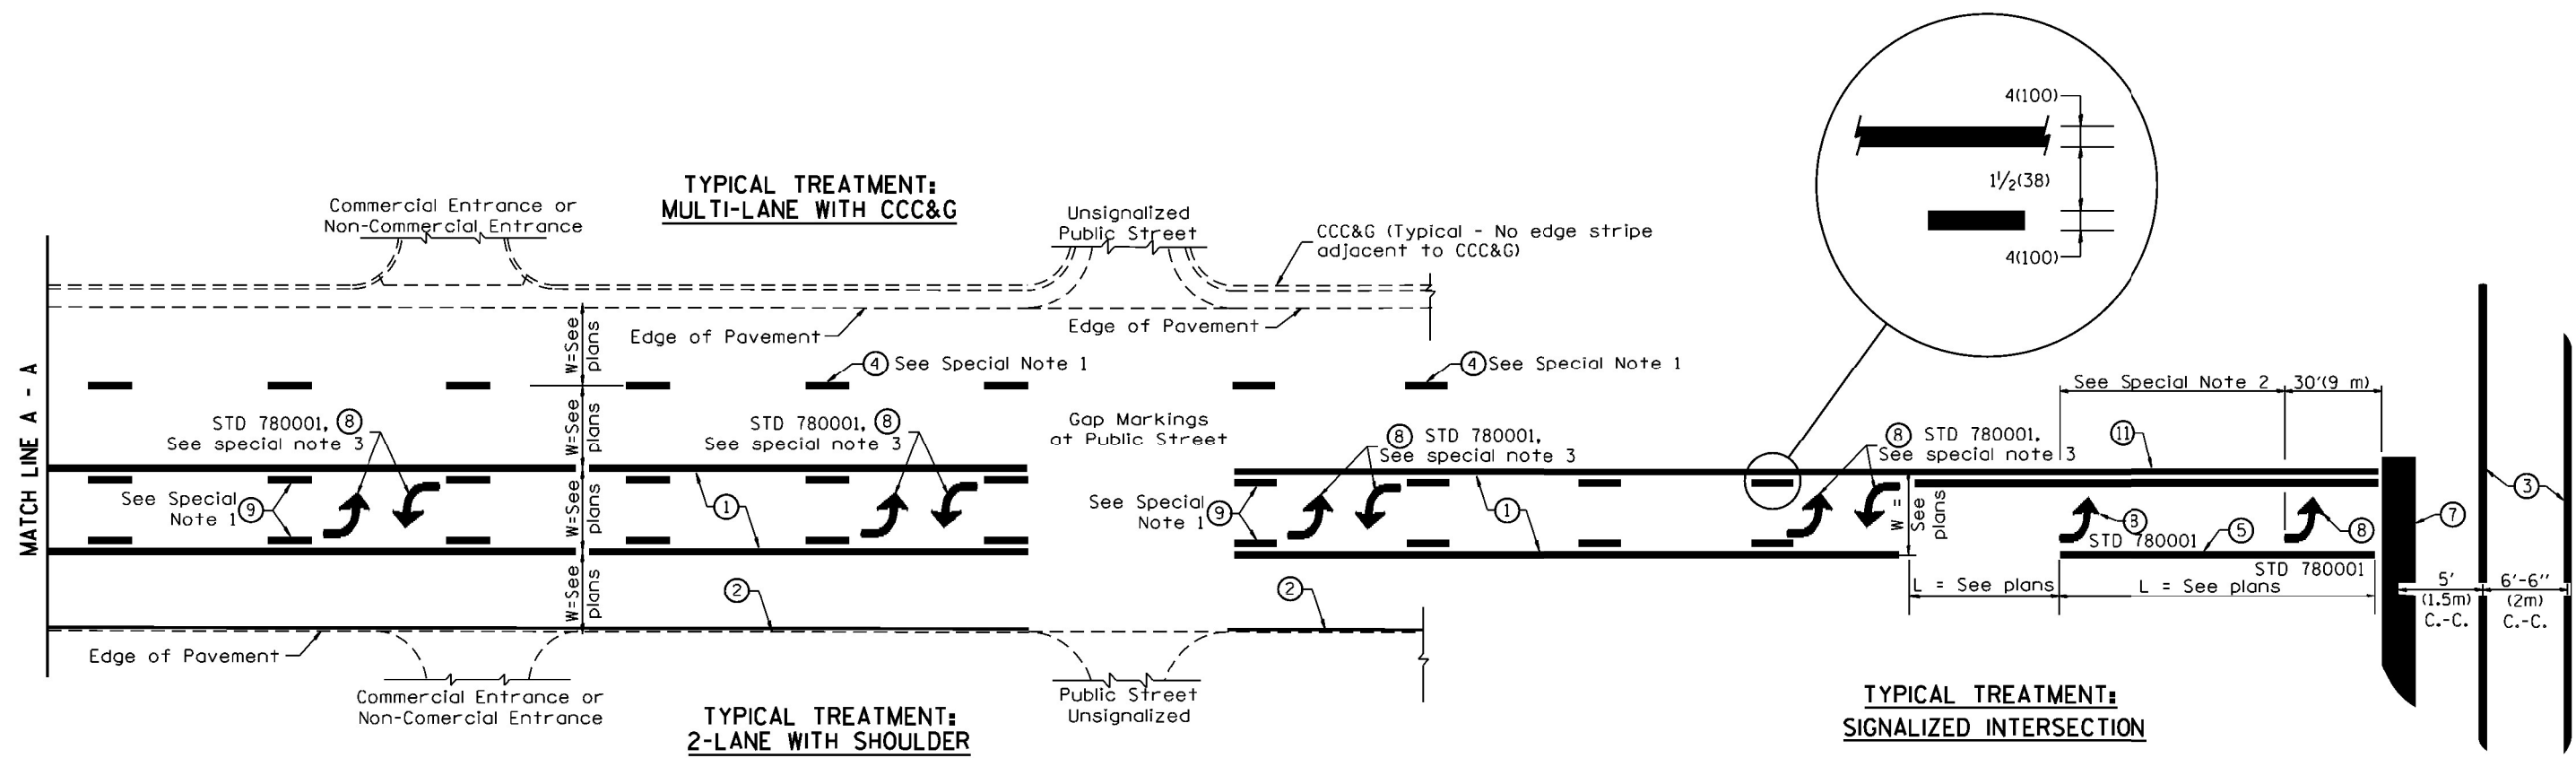 4(100)
1½(38)
4(100)
TYPICAL TREATMENT:
MULTI-LANE WITH CCC&G
Commercial Entrance or
Non-Commercial Entrance
Unsignalized
Public Street
CCC&G (Typical - No edge stripe
adjacent to CCC&G)
Edge of Pavement
Edge of Pavement
MATCH LINE A - A
W=See
plans
W=See
plans
W=See
plans
W=See
plans
4 See Special Note 1
4 See Special Note 1
See Special Note 2
30'(9 m)
STD 780001, 8
See special note 3
STD 780001, 8
See special note 3
Gap Markings
at Public Street
8 STD 780001,
See special note 3
8 STD 780001,
See special note 3
11
See Special
Note 1 9
1
See Special
Note 1 9
1
W =
See
plans
8
STD 780001
5
8
7
3
STD 780001
2
2
L = See plans
L = See plans
5'
(1.5m)
C.-C.
6'-6"
(2m)
C.-C.
Edge of Pavement
Commercial Entrance or
Non-Comercial Entrance
Public Street
Unsignalized
TYPICAL TREATMENT:
2-LANE WITH SHOULDER
TYPICAL TREATMENT:
SIGNALIZED INTERSECTION